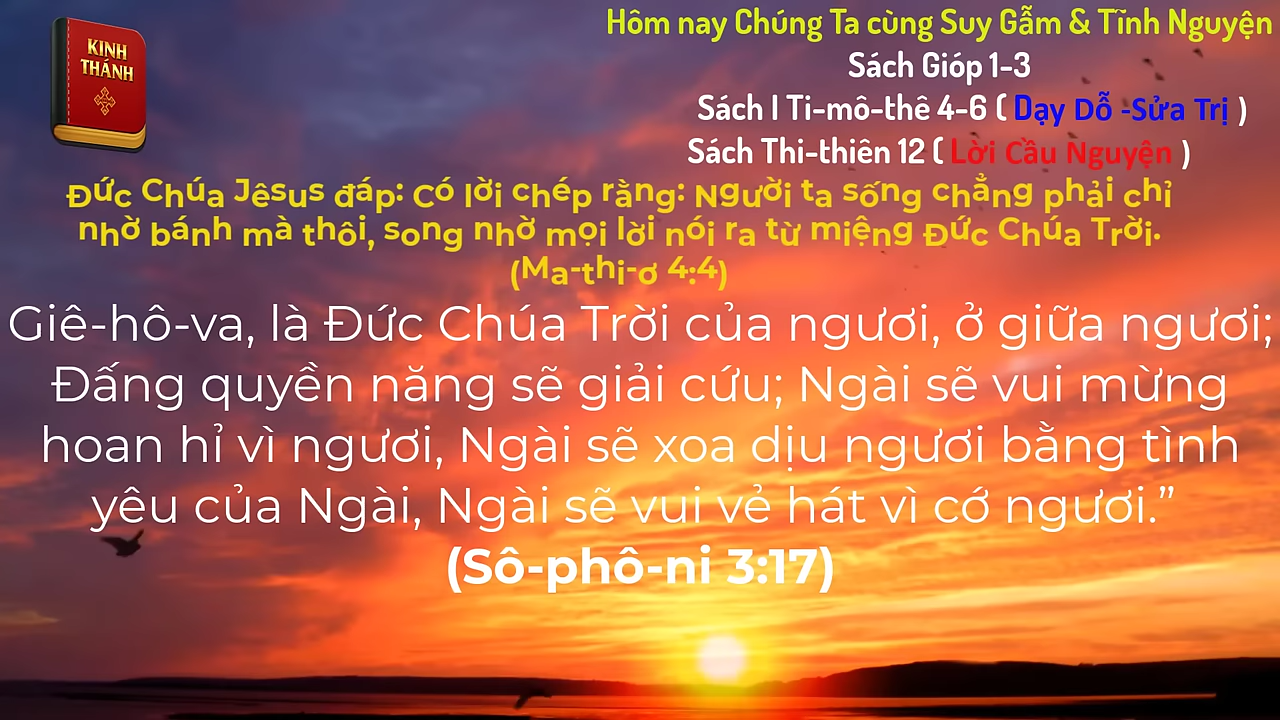 KINH
THÁNH
Hôm nay Chúng Ta cùng Suy Gẫm & Tĩnh Nguyện
Sách Gióp 1-3
Sách I Ti-mô-thê 4-6 ( Dạy Dỗ -Sửa Trị )
Sách Thi-thiên 12 ( Lời Cầu Nguyện )
Đức Chúa Jêsus đáp: Có lời chép rằng: Người ta sống chẳng phải chỉ
nhờ bánh mà thôi, song nhờ mọi lời nói ra từ miệng Đức Chúa Trời.
(Ma-thi-ơ 4:4)
Giê-hô-va, là Đức Chúa Trời của ngươi, ở giữa ngươi;
Đấng quyền năng sẽ giải cứu; Ngài sẽ vui mừng
hoan hỉ vì ngươi, Ngài sẽ xoa dịu ngươi bằng tình
yêu của Ngài, Ngài sẽ vui vẻ hát vì cớ ngươi.”
(Sô-phô-ni 3:17)